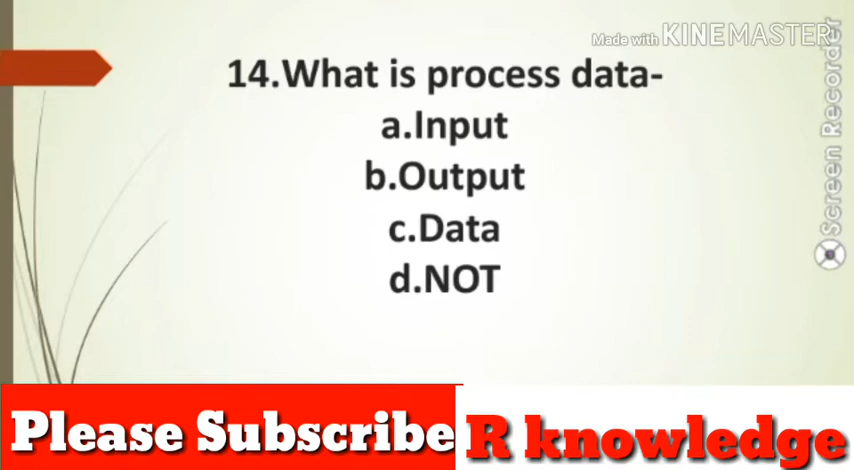 Made with KINEMASTER
14.What is process data-
a.Input
b.Output
c.Data
d.NOT
Screen Recorder
Please Subscribe
R knowledge